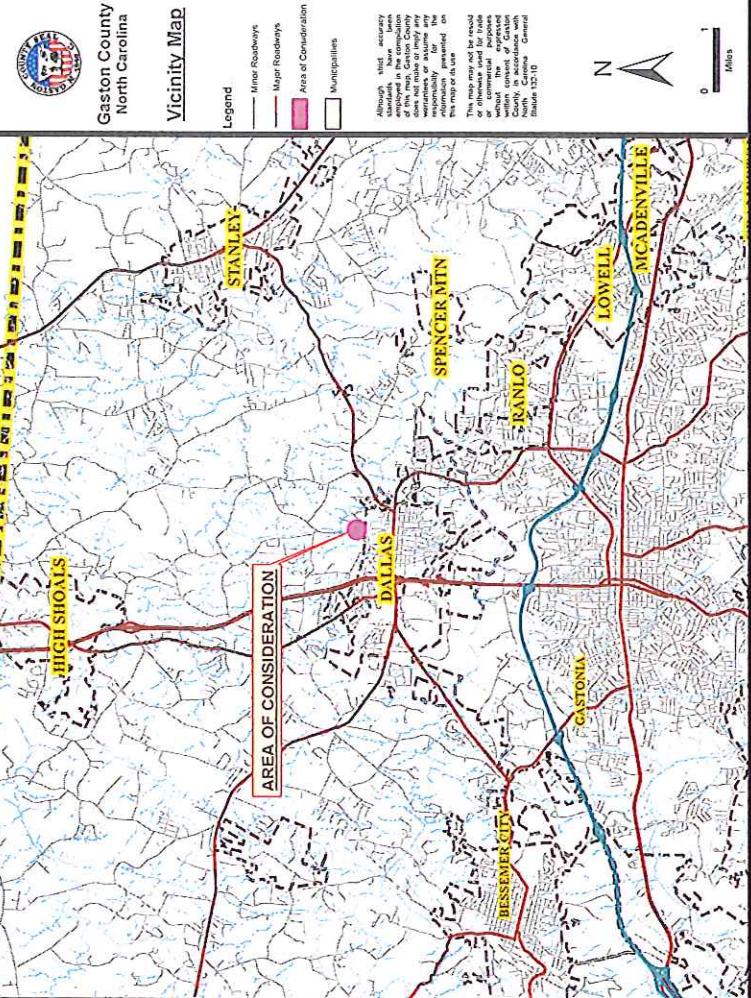 COUNTY SEAL
Gaston County
North Carolina
Vicinity Map
Legend
Minor Roadways
Major Roadways
Area of Consideration
Municipalities
Although strict accuracy
standards have been
employed in the compilation
of this map, Gaston County
does not make or imply any
warranties or assume any
responsibility for the
information presented on
this map or its use
This map may not be resold
or otherwise used for trade
or commercial purposes
without the expressed
written consent of Gaston
County, in accordance with
North Carolina General
Statute 132-10
N
0 1
Miles
HIGH SHOALS
STANLEY
AREA OF CONSIDERATION
DALLAS
SPENCER MTN
RANLO
LOWELL
MCADENVILLE
GASTONIA
BESSEMER CITY